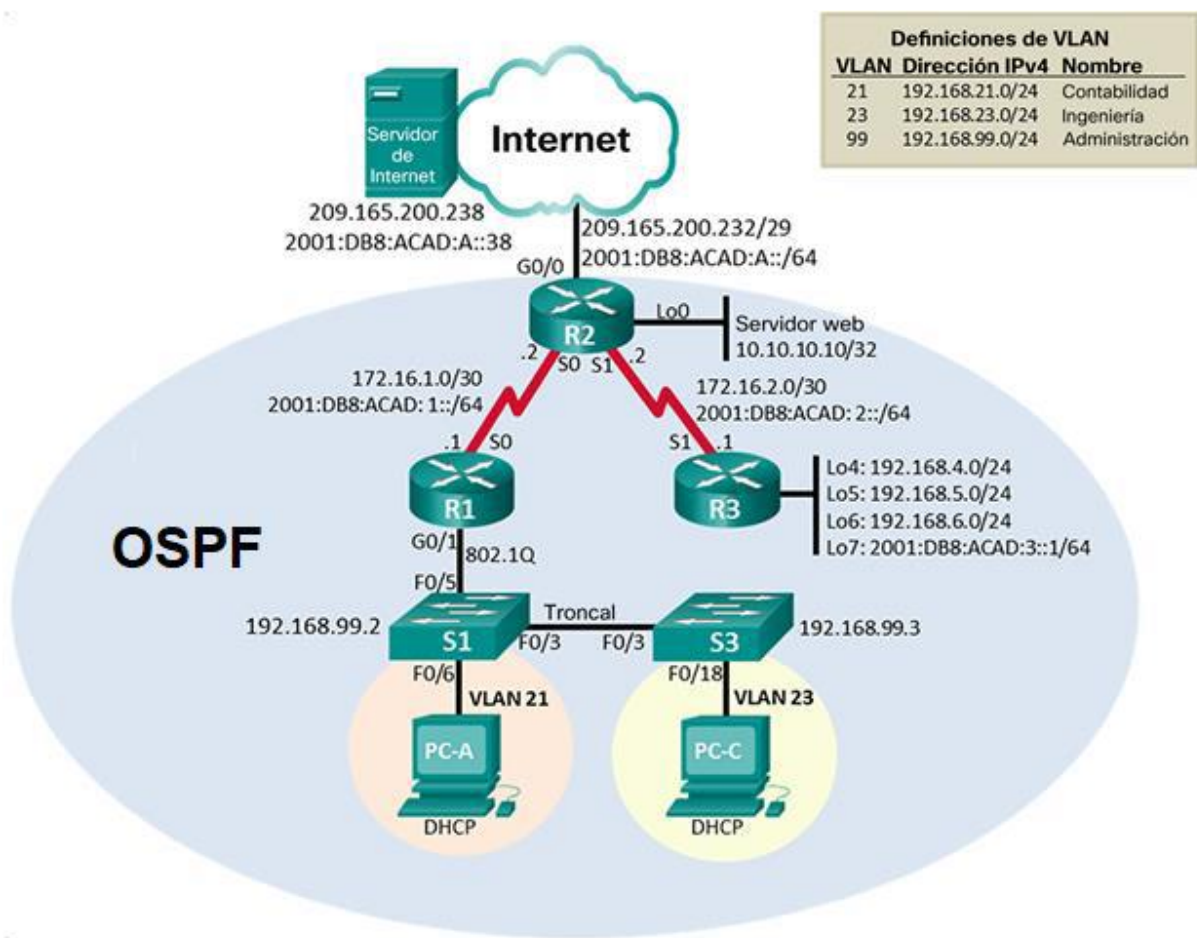 Definiciones de VLAN
VLAN Dirección IPv4 Nombre
21 192.168.21.0/24 Contabilidad
23 192.168.23.0/24 Ingeniería
99 192.168.99.0/24 Administración
Servidor
de
Internet
Internet
209.165.200.238
2001:DB8:ACAD:A::38
209.165.200.232/29
2001:DB8:ACAD:A::/64
G0/0
R2
Lo0
Servidor web
10.10.10.10/32
.2
S0
S1
.2
172.16.1.0/30
2001:DB8:ACAD: 1::/64
172.16.2.0/30
2001:DB8:ACAD: 2::/64
.1
S0
S1
.1
R1
R3
Lo4: 192.168.4.0/24
Lo5: 192.168.5.0/24
Lo6: 192.168.6.0/24
Lo7: 2001:DB8:ACAD:3::1/64
OSPF
G0/1
802.1Q
F0/5
192.168.99.2
S1
F0/3
Troncal
F0/3
S3
192.168.99.3
F0/6
VLAN 21
F0/18
VLAN 23
PC-A
DHCP
PC-C
DHCP